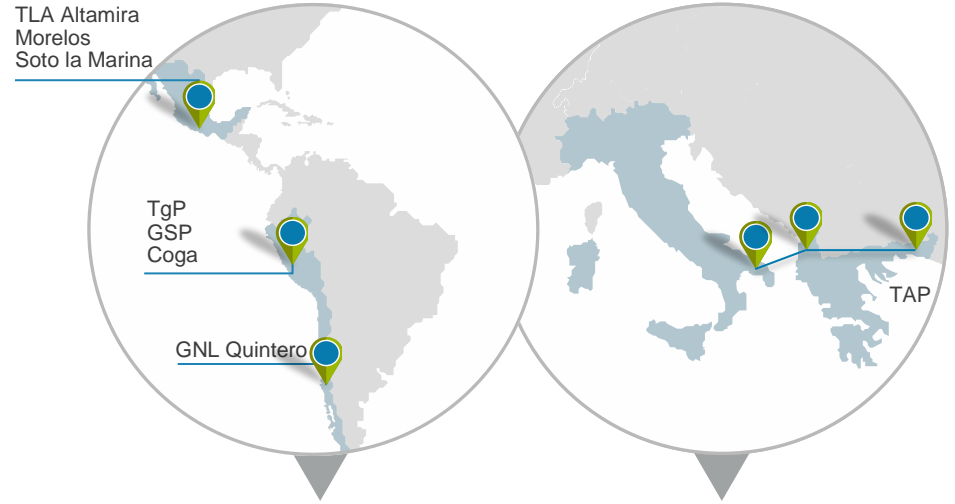 TLA Altamira
Morelos
Soto la Marina
TgP
GSP
Coga
GNL Quintero
TAP